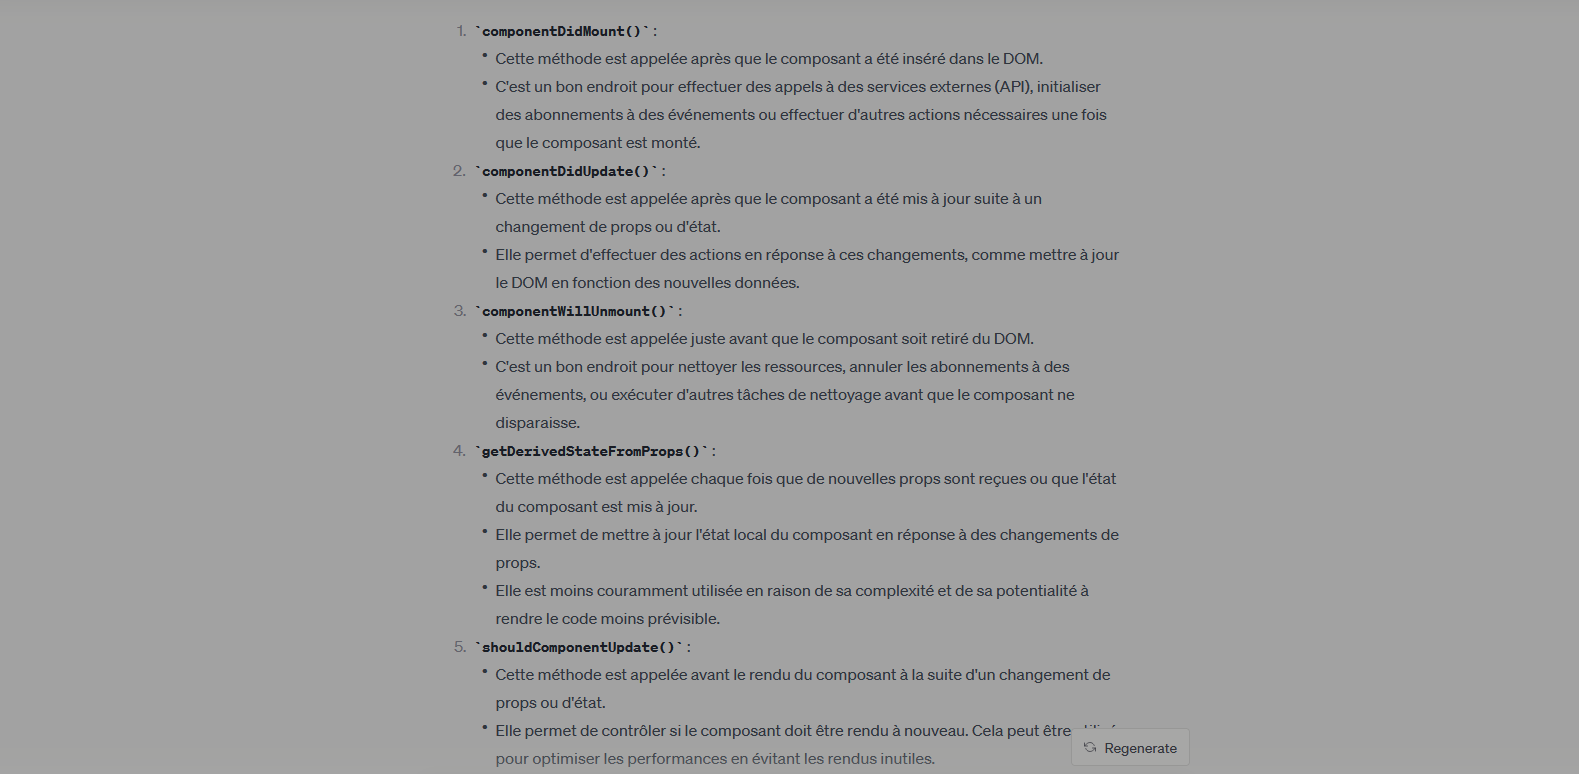 1. `componentDidMount()` :
• Cette méthode est appelée après que le composant a été inséré dans le DOM.
• C'est un bon endroit pour effectuer des appels à des services externes (API), initialiser
des abonnements à des événements ou effectuer d'autres actions nécessaires une fois
que le composant est monté.
2. `componentDidUpdate()` :
• Cette méthode est appelée après que le composant a été mis à jour suite à un
changement de props ou d'état.
• Elle permet d'effectuer des actions en réponse à ces changements, comme mettre à jour
le DOM en fonction des nouvelles données.
3. `componentWillUnmount()` :
• Cette méthode est appelée juste avant que le composant soit retiré du DOM.
• C'est un bon endroit pour nettoyer les ressources, annuler les abonnements à des
événements, ou exécuter d'autres tâches de nettoyage avant que le composant ne
disparaisse.
4. `getDerivedStateFromProps()` :
• Cette méthode est appelée chaque fois que de nouvelles props sont reçues ou que l'état
du composant est mis à jour.
• Elle permet de mettre à jour l'état local du composant en réponse à des changements de
props.
• Elle est moins couramment utilisée en raison de sa complexité et de sa potentialité à
rendre le code moins prévisible.
5. `shouldComponentUpdate()` :
• Cette méthode est appelée avant le rendu du composant à la suite d'un changement de
props ou d'état.
• Elle permet de contrôler si le composant doit être rendu à nouveau. Cela peut être
pour optimiser les performances en évitant les rendus inutiles.
Regenerate